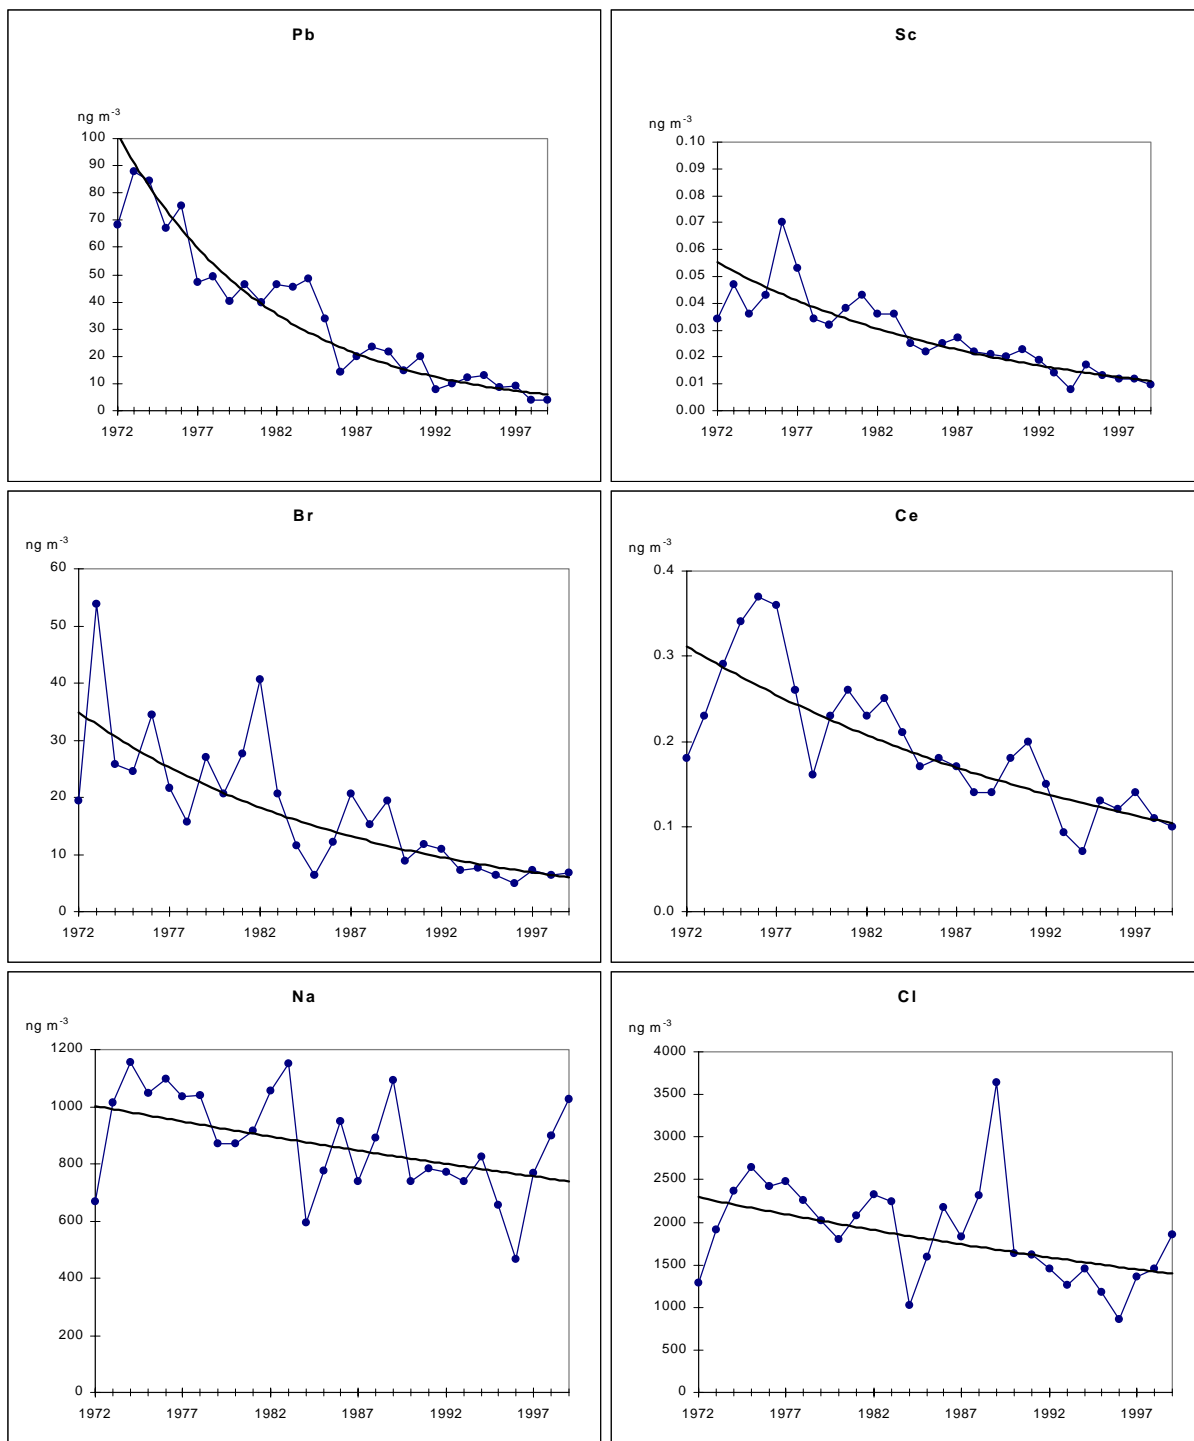 Pb
ng m-3
100
90
80
70
60
50
40
30
20
10
0
1972 1977 1982 1987 1992 1997
Sc
ng m-3
0.10
0.09
0.08
0.07
0.06
0.05
0.04
0.03
0.02
0.01
0.00
1972 1977 1982 1987 1992 1997
Br
ng m-3
60
50
40
30
20
10
0
1972 1977 1982 1987 1992 1997
Ce
ng m-3
0.4
0.3
0.2
0.1
0.0
1972 1977 1982 1987 1992 1997
Na
ng m-3
1200
1000
800
600
400
200
0
1972 1977 1982 1987 1992 1997
Cl
ng m-3
4000
3500
3000
2500
2000
1500
1000
500
0
1972 1977 1982 1987 1992 1997